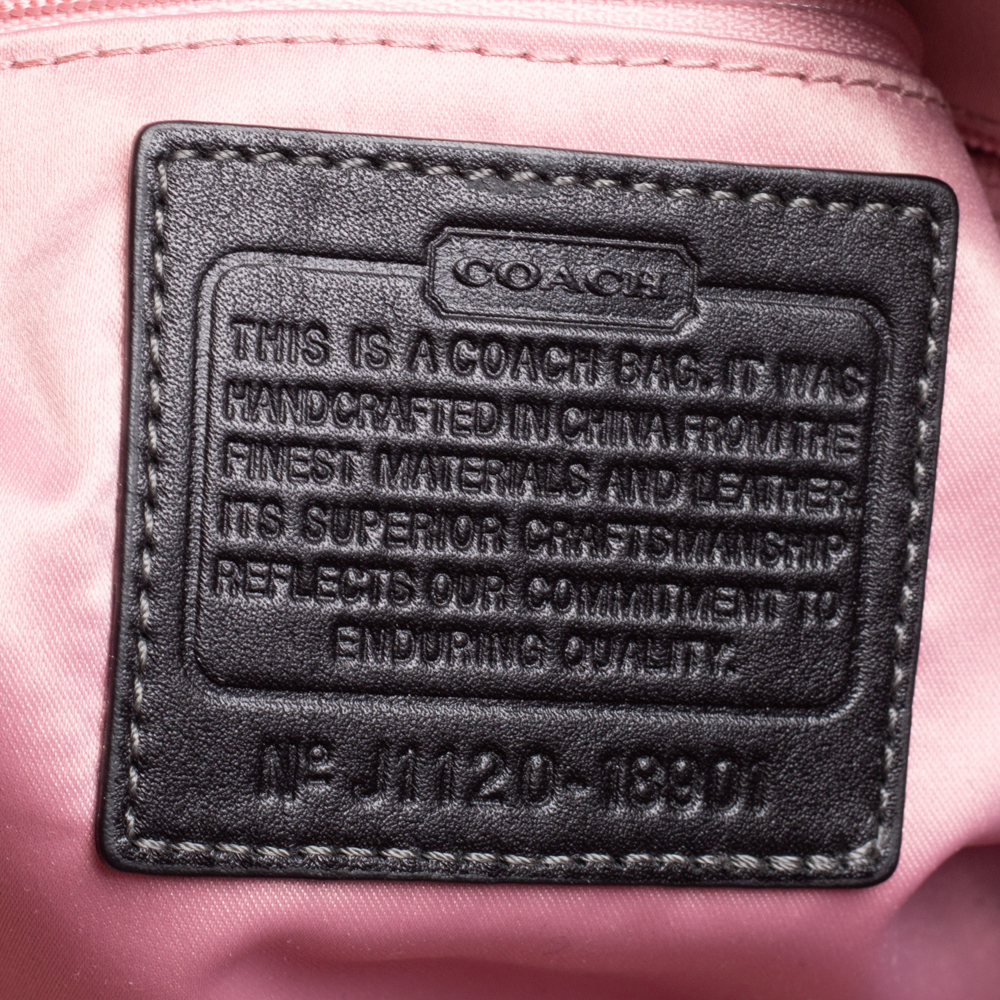 COACH
THIS IS A COACH BAG. IT WAS
HANDCRAFTED IN CHINA FROM THE
FINEST MATERIALS AND LEATHER.
ITS SUPERIOR CRAFTSMANSHIP
REFLECTS OUR COMMITMENT TO
ENDURING QUALITY.
Nº J1120-18901